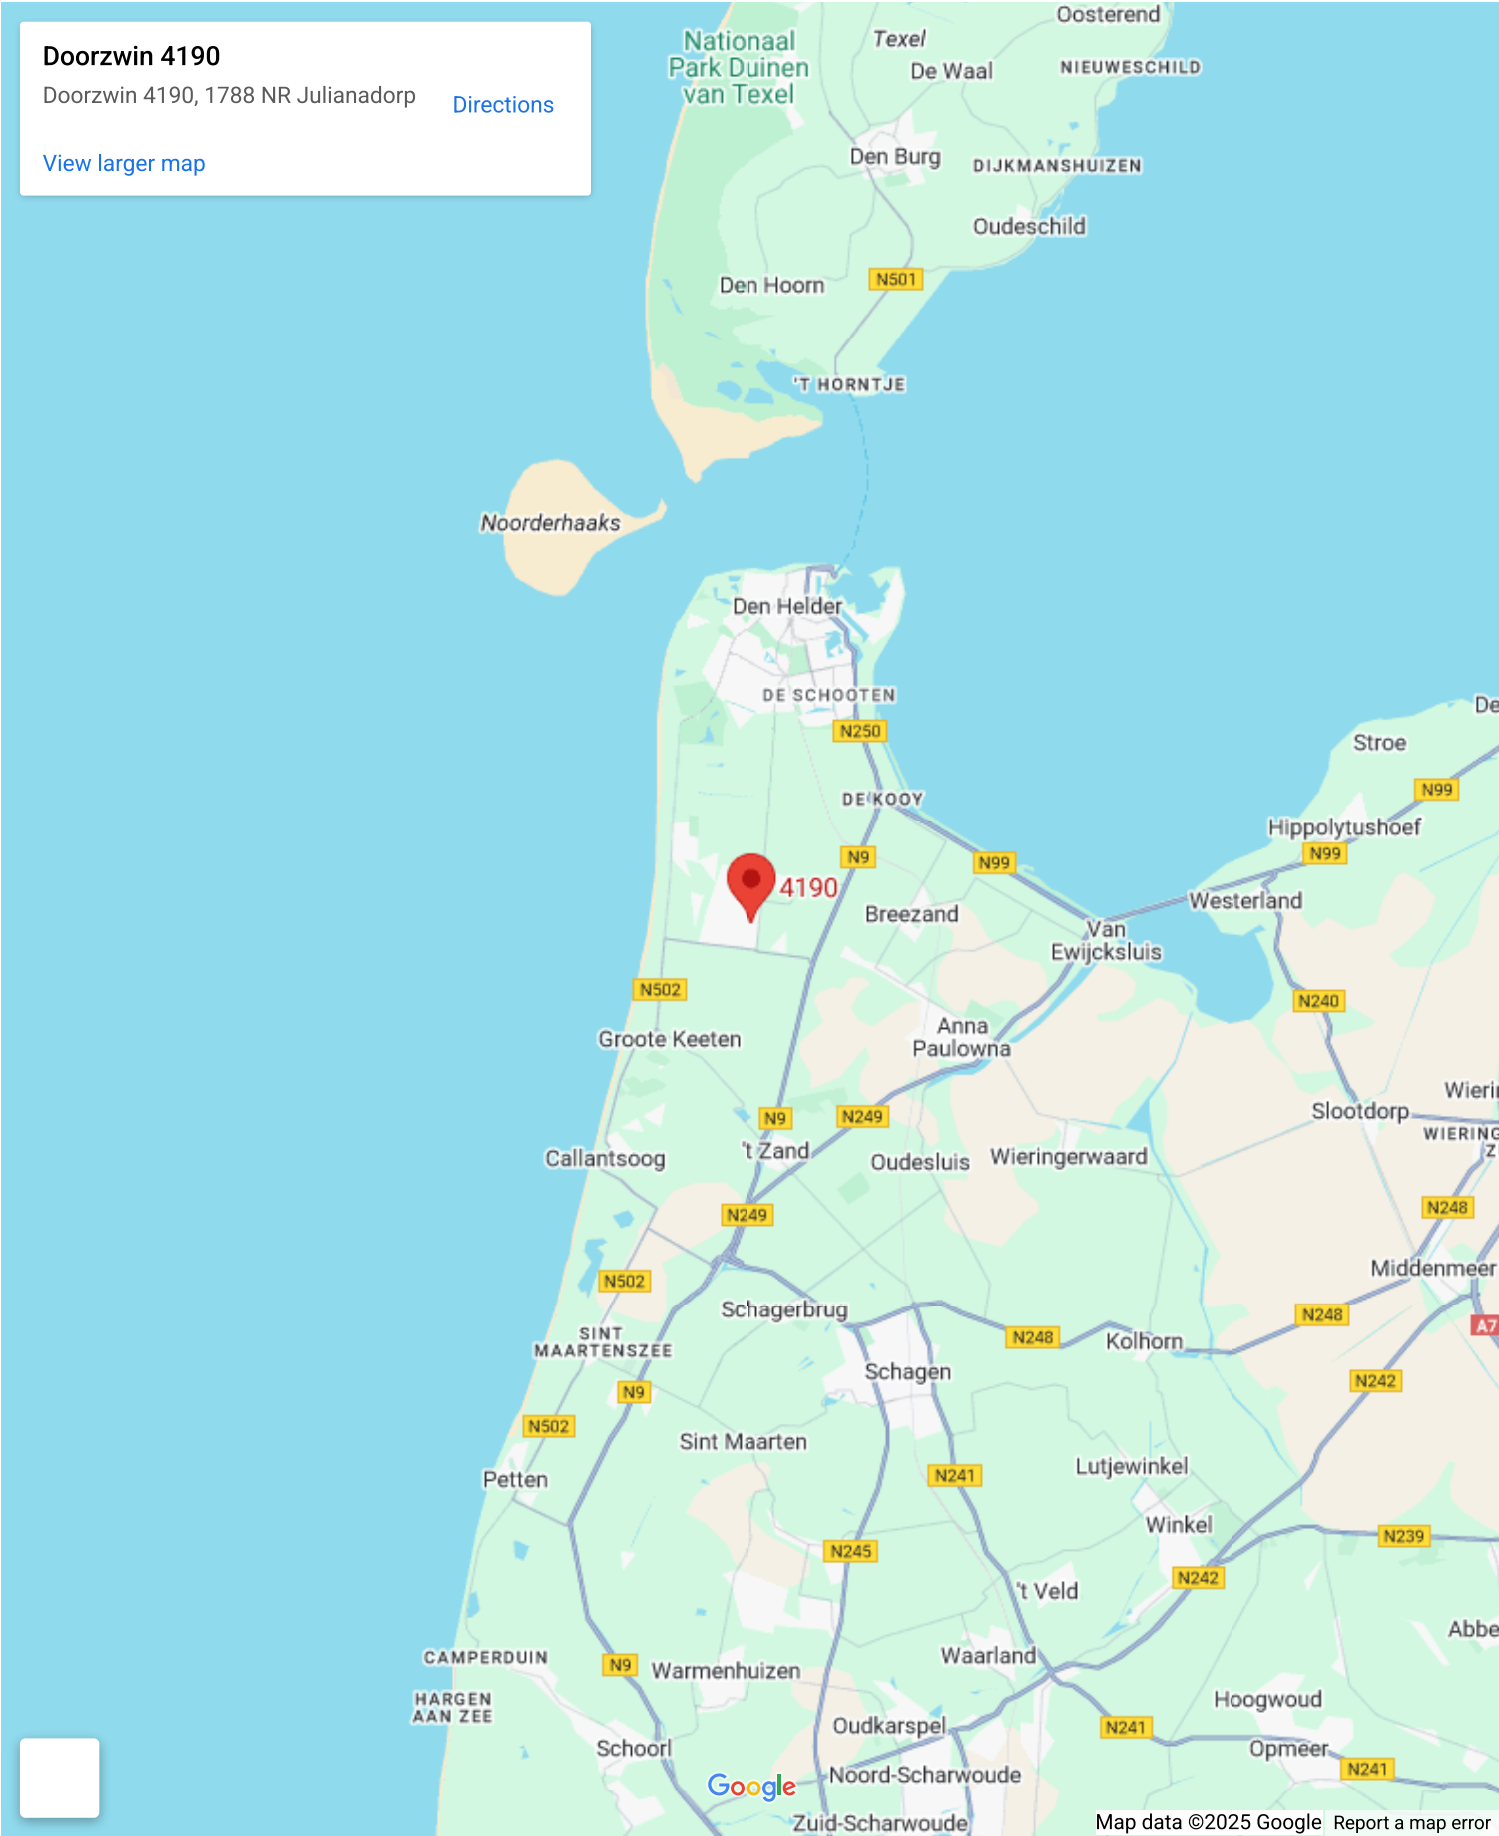 Doorzwin 4190
Doorzwin 4190, 1788 NR Julianadorp
Directions
View larger map
Oosterend
Nationaal
Park Duinen
van Texel
Texel
De Waal
NIEUWESCHILD
Den Burg
DIJKMANSHUIZEN
Oudeschild
Den Hoorn
N501
'T HORNTJE
Noorderhaaks
Den Helder
DE SCHOOTEN
De
N250
Stroe
N99
DE KOOY
Hippolytushoef
N9
N99
N99
4190
Westerland
Breezand
Van
Ewijcksluis
N502
N240
Anna
Paulowna
Groote Keeten
Wierin
Slootdorp
N9
N249
WIERING
Z
't Zand
Callantsoog
Oudesluis
Wieringerwaard
N249
N248
Middenmeer
N502
Schagerbrug
N248
A7
SINT
MAARTENSZEE
N248
Kolhorn
Schagen
N242
N9
N502
Sint Maarten
Lutjewinkel
N241
Petten
Winkel
N239
N245
N242
't Veld
Abbe
CAMPERDUIN
N9
Warmenhuizen
Waarland
HARGEN
AAN ZEE
Hoogwoud
Oudkarspel
N241
Schoorl
Opmeer
N241
Google
Noord-Scharwoude
Zuid-Scharwoude
Map data ©2025 Google
Report a map error